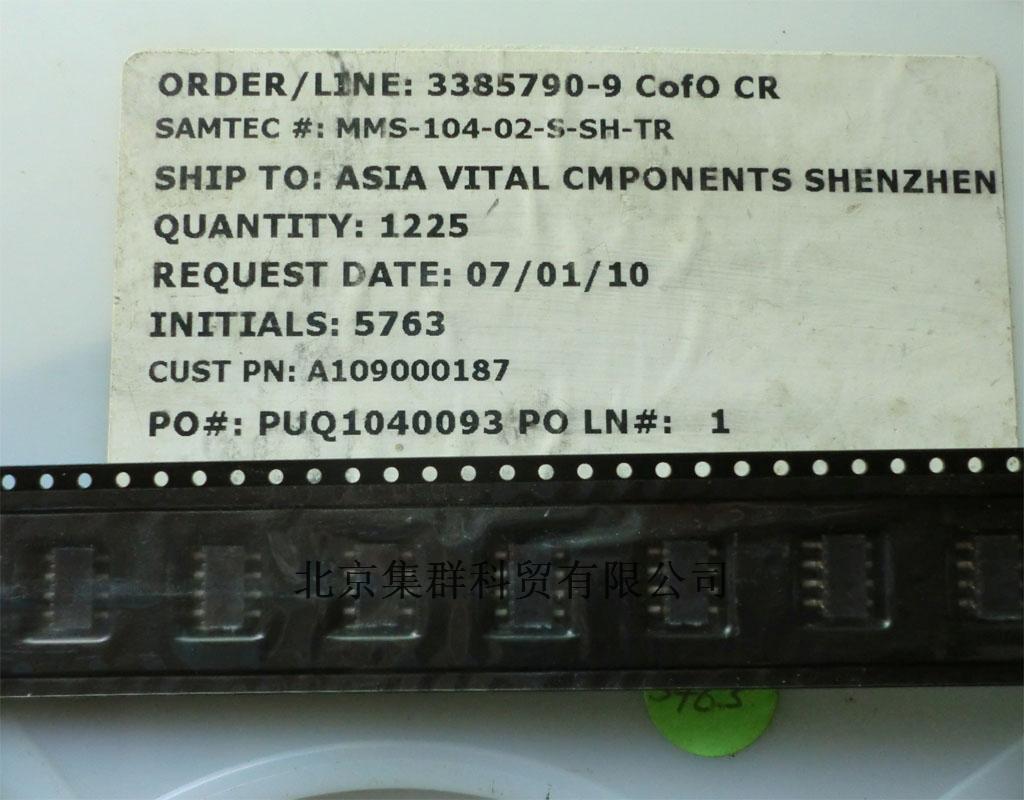 ORDER/LINE: 3385790-9 CofO CR
SAMTEC #: MMS-104-02-S-SH-TR
SHIP TO: ASIA VITAL CMPONENTS SHENZHEN
QUANTITY: 1225
REQUEST DATE: 07/01/10
INITIALS: 5763
CUST PN: A109000187
PO#: PUQ1040093 PO LN#: 1
北京集群科贸有限公司